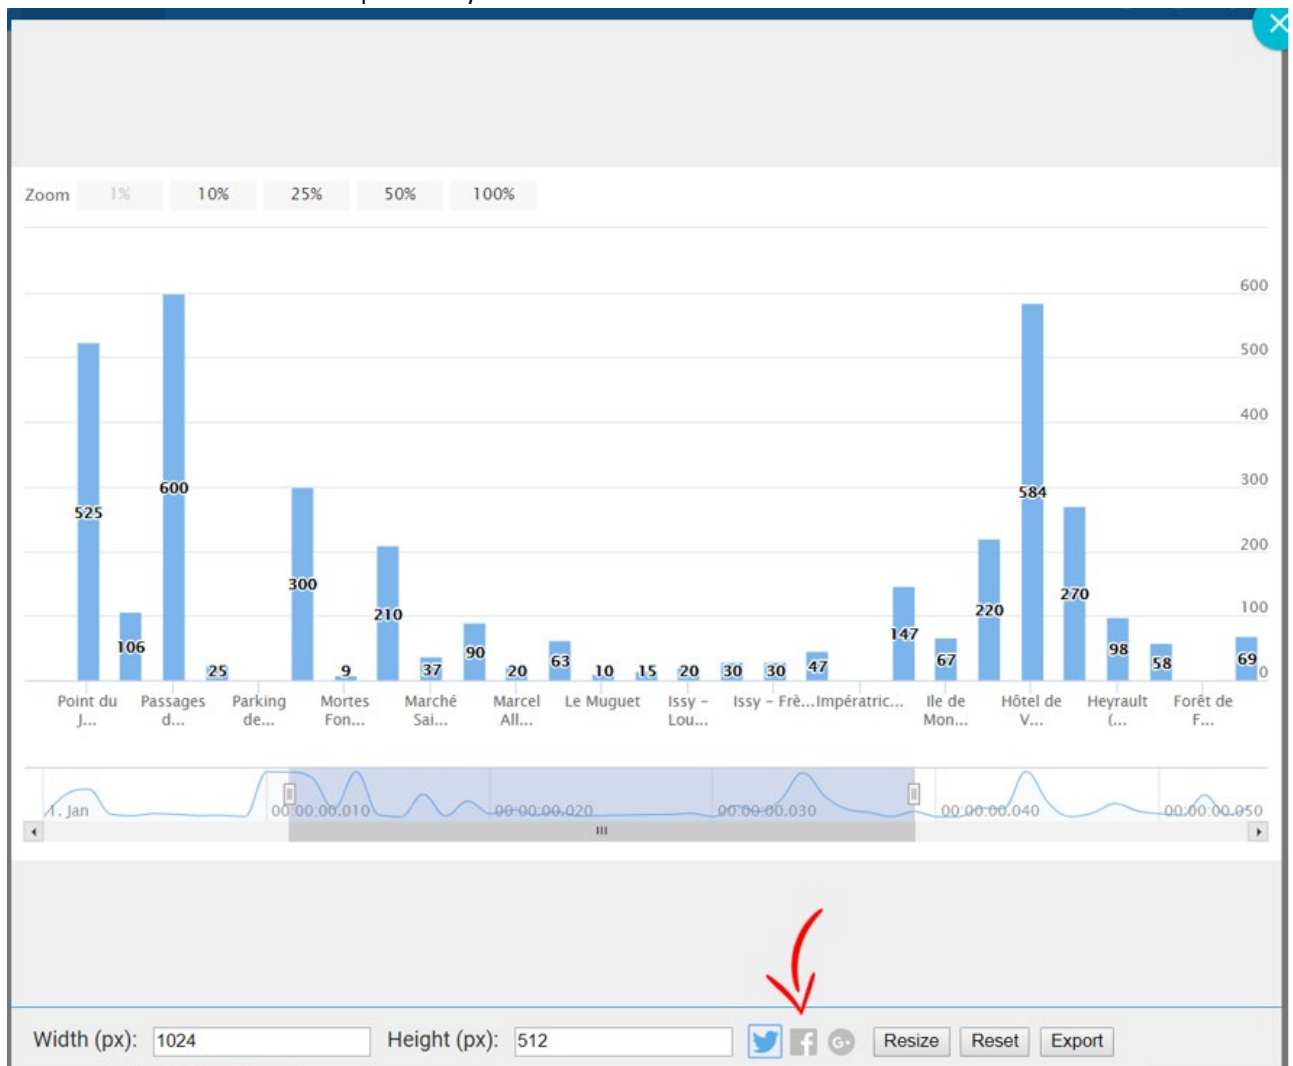 Zoom 1% 10% 25% 50% 100%
600
500
400
300
200
100
0
525
106
600
25
300
9
210
37
90
20
63
10
15
20
30
30
47
147
67
220
584
270
98
58
69
Point du J...
Passages d...
Parking de...
Mortes Fon...
Marché Sai...
Marcel All...
Le Muguet
Issy – Lou...
Issy – Frè...
Impératric...
Ile de Mon...
Hôtel de V...
Heyrault (...
Forêt de F...
1. Jan 00:00:00.010 00:00:00.020 00:00:00.030 00:00:00.040 00:00:00.050
Width (px): 1024 Height (px): 512 Resize Reset Export